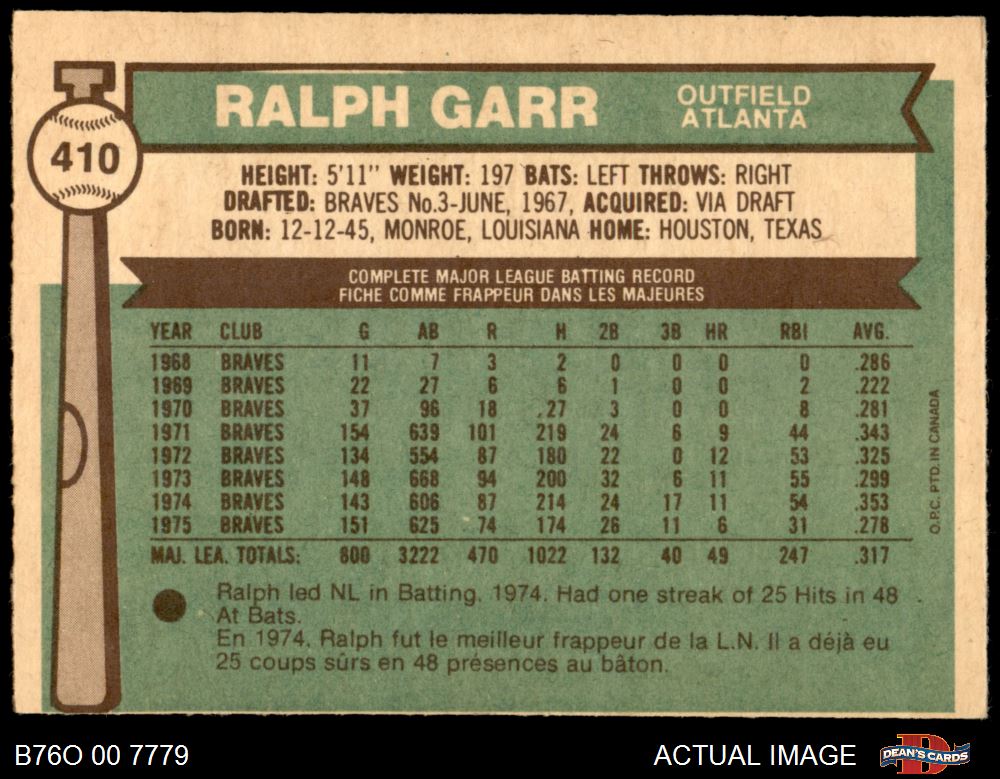 RALPH GARR
OUTFIELD
ATLANTA
410
HEIGHT: 5'11" WEIGHT: 197 BATS: LEFT THROWS: RIGHT
DRAFTED: BRAVES No.3-JUNE, 1967, ACQUIRED: VIA DRAFT
BORN: 12-12-45, MONROE, LOUISIANA HOME: HOUSTON, TEXAS
COMPLETE MAJOR LEAGUE BATTING RECORD
FICHE COMME FRAPPEUR DANS LES MAJEURES
YEAR CLUB G AB R H 2B 3B HR RBI AVG.
1968 BRAVES 11 7 3 2 0 0 0 0 .286
1969 BRAVES 22 27 6 6 1 0 0 2 .222
1970 BRAVES 37 96 18 27 3 0 0 8 .281
1971 BRAVES 154 639 101 219 24 6 9 44 .343
1972 BRAVES 134 554 87 180 22 0 12 53 .325
1973 BRAVES 148 668 94 200 32 6 11 55 .299
1974 BRAVES 143 606 87 214 24 17 11 54 .353
1975 BRAVES 151 625 74 174 26 11 6 31 .278
MAJ. LEA. TOTALS: 800 3222 470 1022 132 40 49 247 .317
Ralph led NL in Batting, 1974. Had one streak of 25 Hits in 48
At Bats.
En 1974, Ralph fut le meilleur frappeur de la L.N. Il a déjà eu
25 coups sûrs en 48 présences au bâton.
O.P.C. PTD. IN CANADA
B76O 00 7779
ACTUAL IMAGE
DEAN'S CARDS